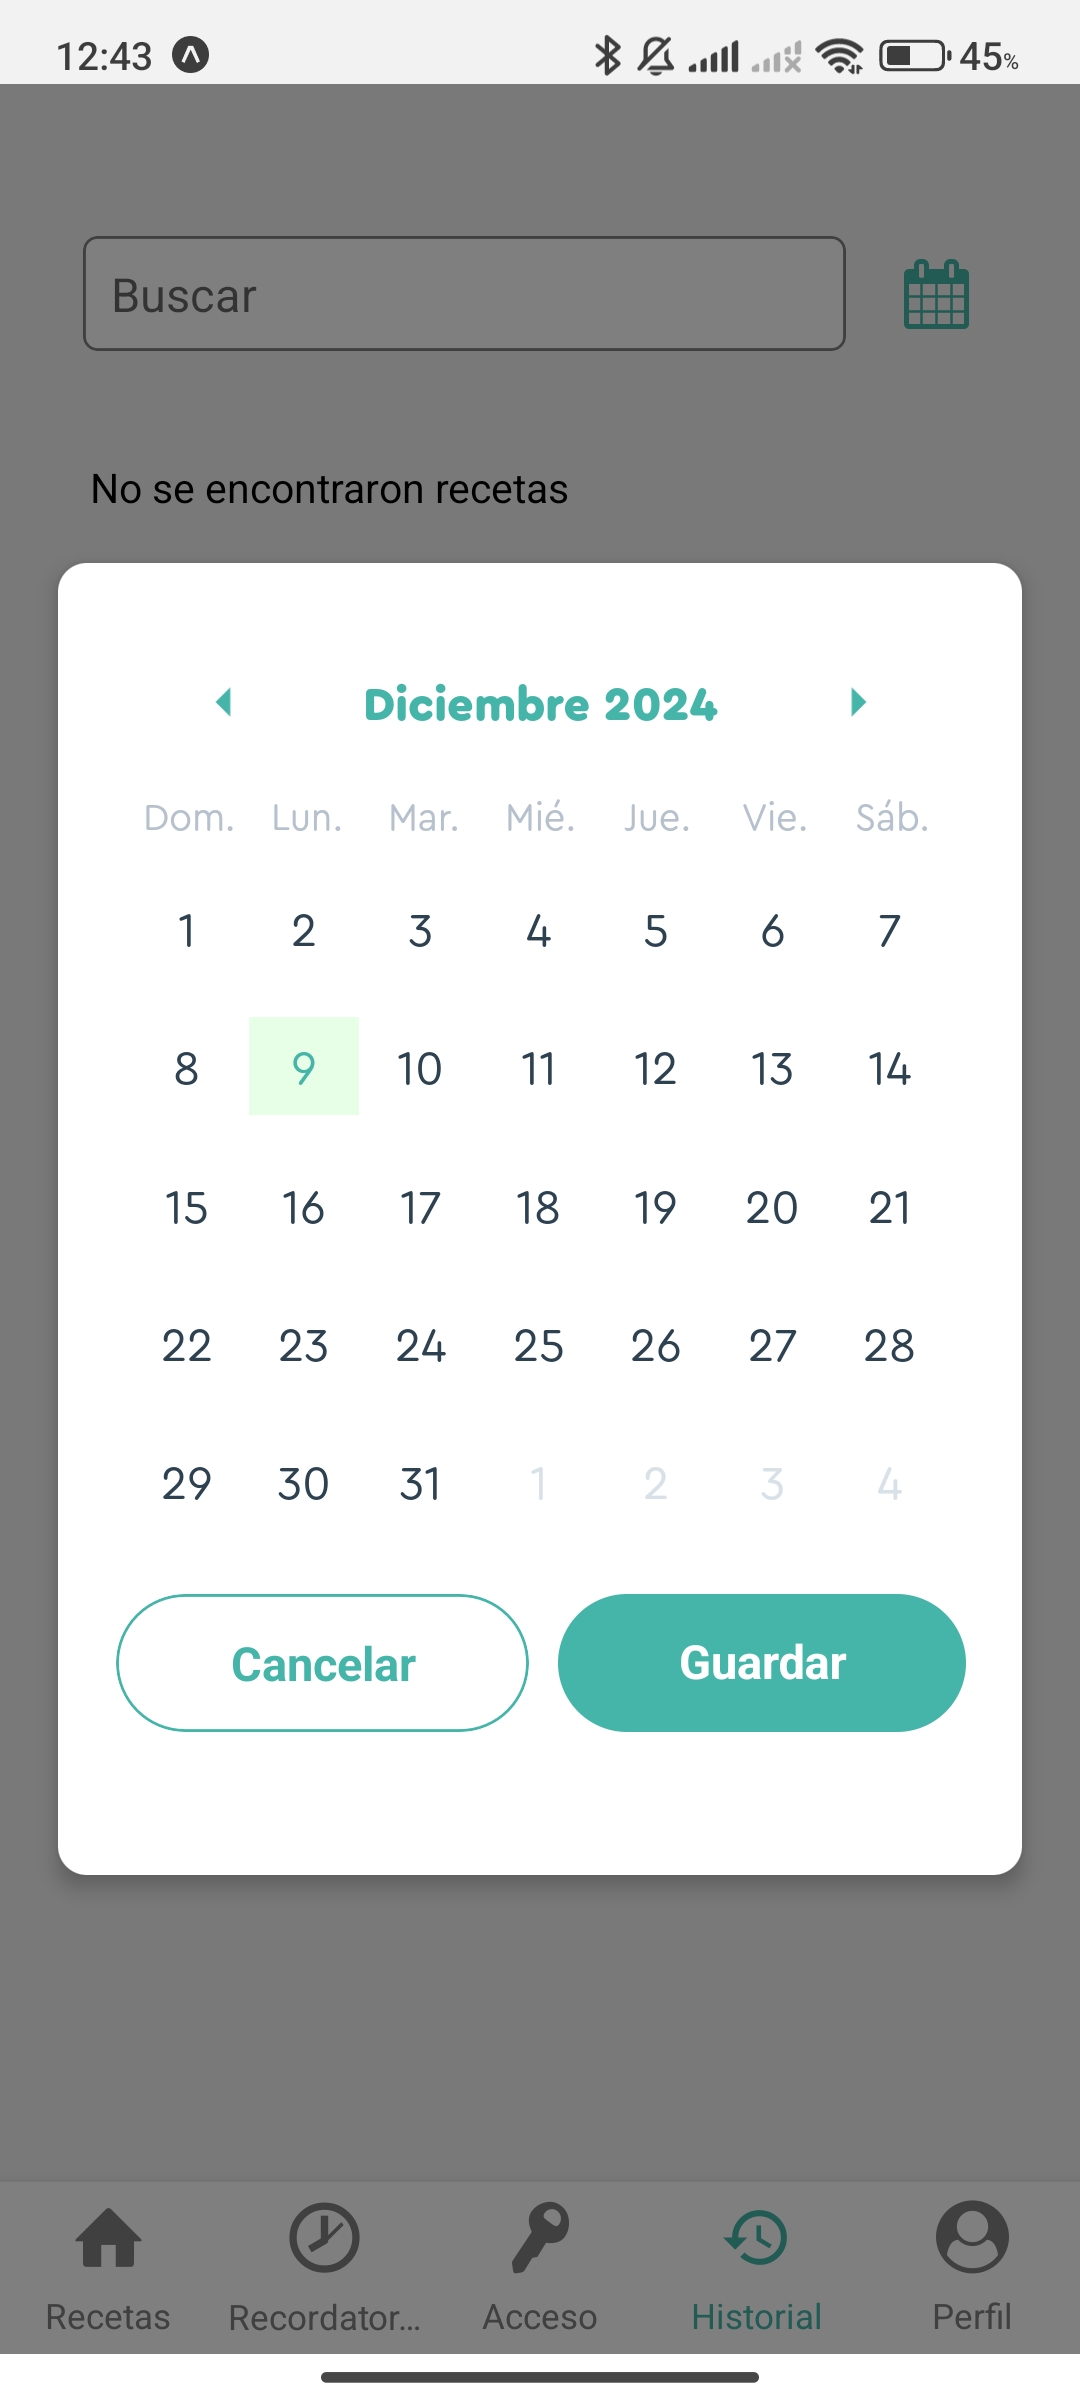 12:43 45%
Buscar
No se encontraron recetas
Diciembre 2024
Dom. Lun. Mar. Mié. Jue. Vie. Sáb.
1 2 3 4 5 6 7
8 9 10 11 12 13 14
15 16 17 18 19 20 21
22 23 24 25 26 27 28
29 30 31 1 2 3 4
Cancelar Guardar
Recetas Recordator... Acceso Historial Perfil